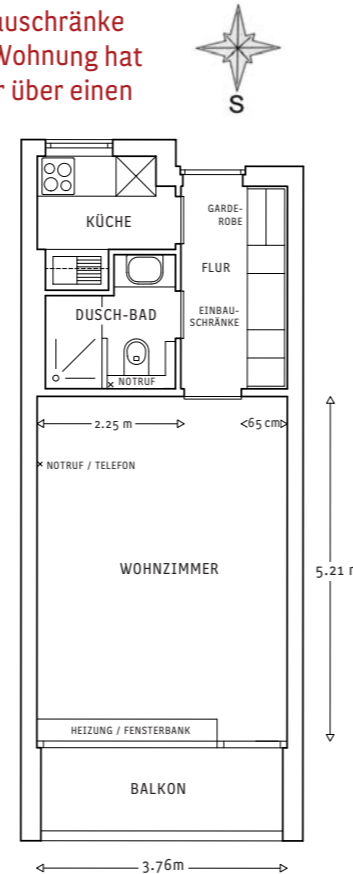 auschränke
Wohnung hat
r über einen
S
KÜCHE
GARDE-
ROBE
FLUR
DUSCH-BAD
EINBAU-
SCHRÄNKE
× NOTRUF
2.25 m
65 cm
× NOTRUF / TELEFON
WOHNZIMMER
5.21 m
HEIZUNG / FENSTERBANK
BALKON
3.76m